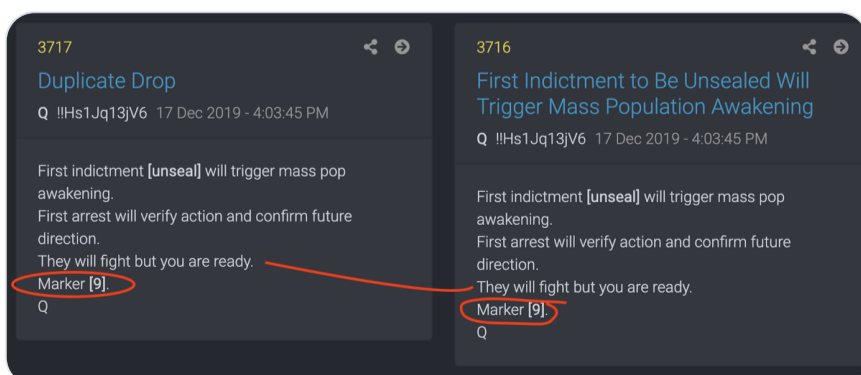 3717
Duplicate Drop
Q !!Hs1Jq13jV6 17 Dec 2019 - 4:03:45 PM
First indictment [unseal] will trigger mass pop
awakening.
First arrest will verify action and confirm future
direction.
They will fight but you are ready.
Marker [9].
Q
3716
First Indictment to Be Unsealed Will
Trigger Mass Population Awakening
Q !!Hs1Jq13jV6 17 Dec 2019 - 4:03:45 PM
First indictment [unseal] will trigger mass pop
awakening.
First arrest will verify action and confirm future
direction.
They will fight but you are ready.
Marker [9].
Q